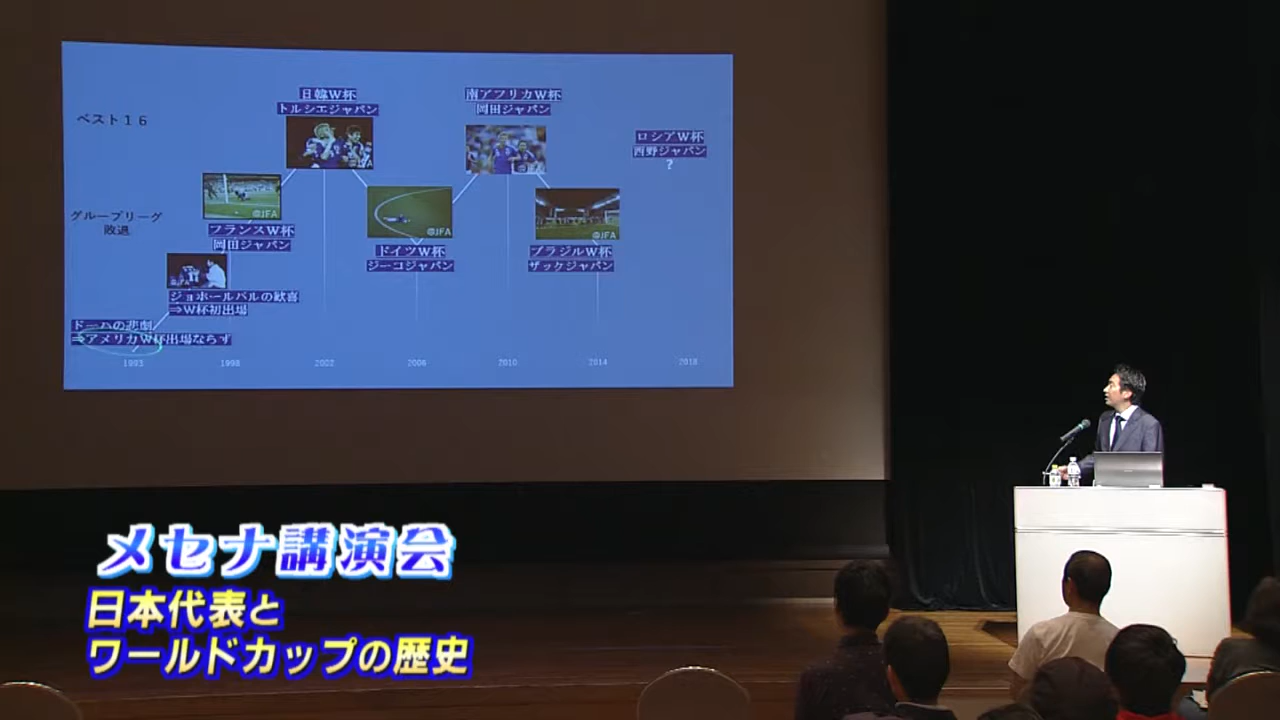 日韓W杯
トルシエジャパン
南アフリカW杯
岡田ジャパン
ベスト16
ロシアW杯
西野ジャパン
?
@JFA
グループリーグ
敗退
フランスW杯
岡田ジャパン
@JFA
ドイツW杯
ジーコジャパン
@JFA
ブラジルW杯
ザッケジャパン
ジョホールバルの歓喜
⇒W杯初出場
ドーハの悲劇
⇒アメリカW杯出場ならず
1993
1998
2002
2006
2010
2014
2018
メセナ講演会
日本代表と
ワールドカップの歴史